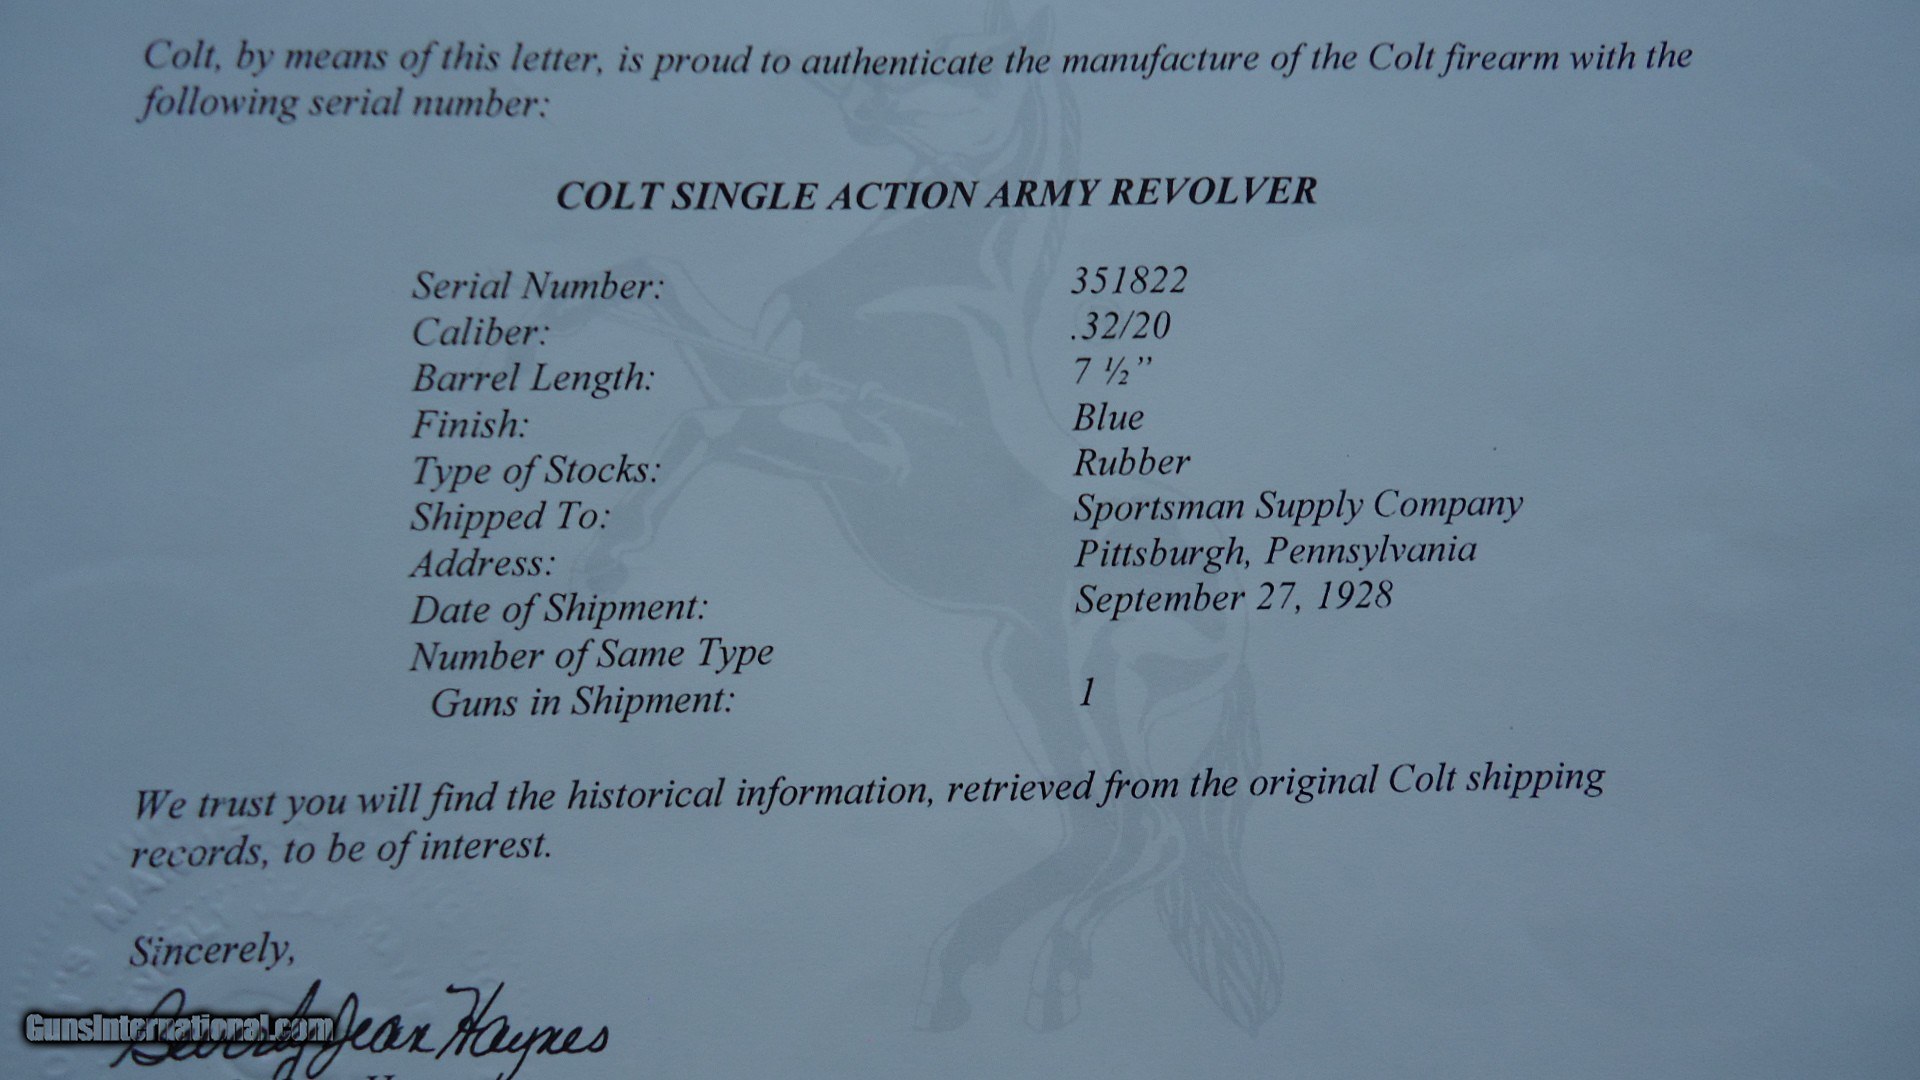 Colt, by means of this letter, is proud to authenticate the manufacture of the Colt firearm with the
following serial number:
COLT SINGLE ACTION ARMY REVOLVER
Serial Number: 351822
Caliber: .32/20
Barrel Length: 7 ½”
Finish: Blue
Type of Stocks: Rubber
Shipped To: Sportsman Supply Company
Address: Pittsburgh, Pennsylvania
Date of Shipment: September 27, 1928
Number of Same Type
Guns in Shipment: 1
We trust you will find the historical information, retrieved from the original Colt shipping
records, to be of interest.
Sincerely,
Beverly Jean Haynes
GunsInternational.com